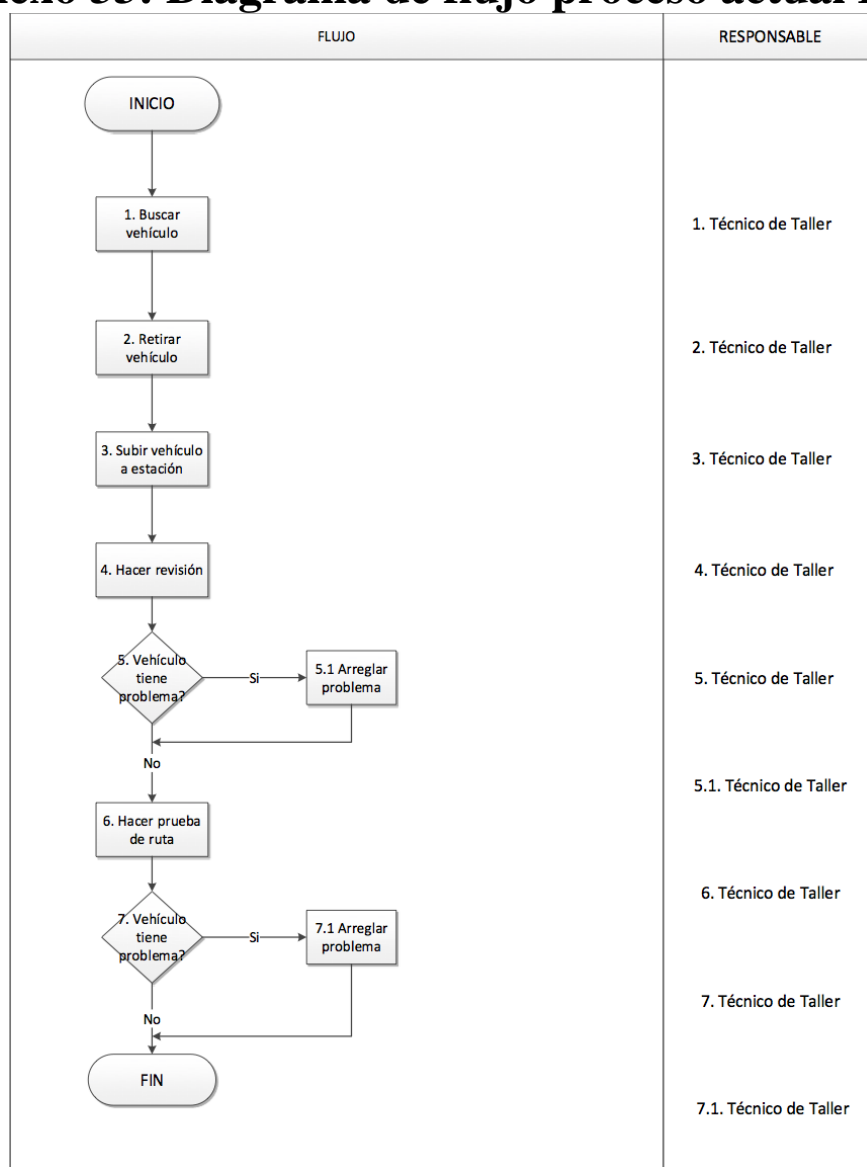 exo 55: Diagrama de flujo proceso actual
FLUJO
RESPONSABLE
INICIO
1. Buscar
vehículo
1. Técnico de Taller
2. Retirar
vehículo
2. Técnico de Taller
3. Subir vehículo
a estación
3. Técnico de Taller
4. Hacer revisión
4. Técnico de Taller
5. Vehículo
tiene
problema?
Si
5.1 Arreglar
problema
5. Técnico de Taller
No
5.1. Técnico de Taller
6. Hacer prueba
de ruta
6. Técnico de Taller
7. Vehículo
tiene
problema?
Si
7.1 Arreglar
problema
7. Técnico de Taller
No
FIN
7.1. Técnico de Taller